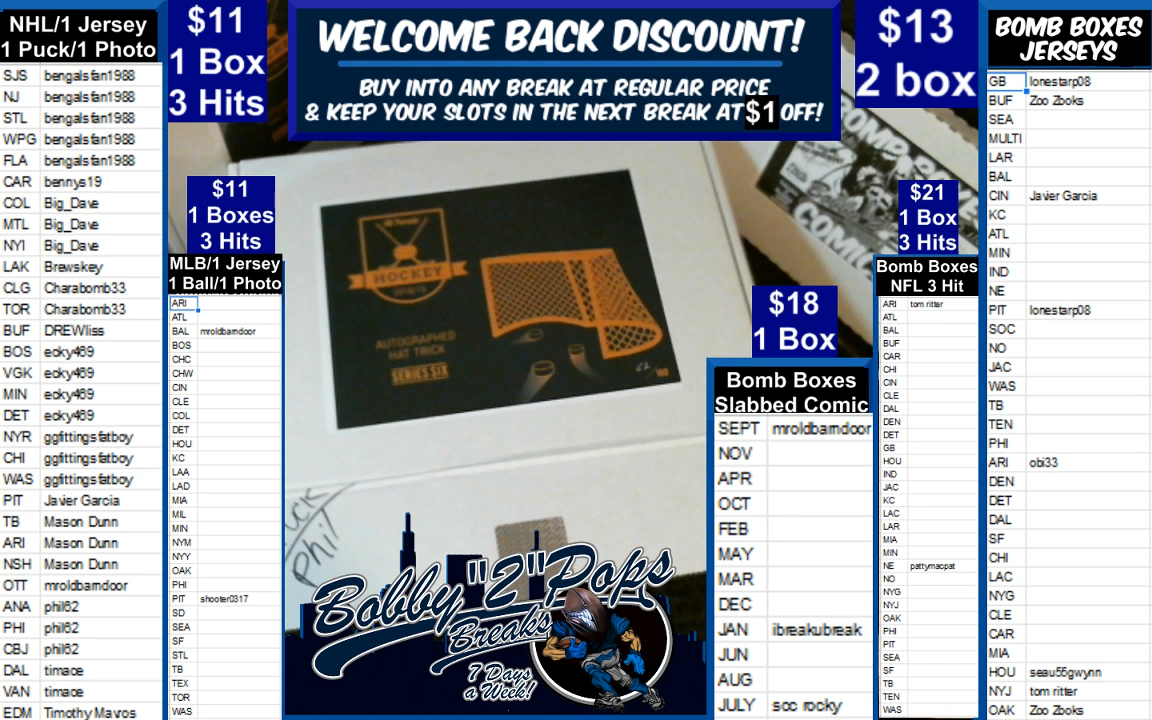 NHL/1 Jersey
1 Puck/1 Photo
SJS bengalsfan1988
NJ bengalsfan1988
STL bengalsfan1988
WPG bengalsfan1988
FLA bengalsfan1988
CAR bennys19
COL Big_Dave
MTL Big_Dave
NYI Big_Dave
LAK Brewskey
CLG Charabomb33
TOR Charabomb33
BUF DREWliss
BOS ecky469
VGK ecky469
MIN ecky469
DET ecky469
NYR ggfittingsfatboy
CHI ggfittingsfatboy
WAS ggfittingsfatboy
PIT Javier Garcia
TB Mason Dunn
ARI Mason Dunn
NSH Mason Dunn
OTT mroldbarndoor
ANA phil62
PHI phil62
CBJ phil62
DAL timace
VAN timace
EDM Timothy Mavos
$11
1 Box
3 Hits
$11
1 Boxes
3 Hits
MLB/1 Jersey
1 Ball/1 Photo
ARI
ATL
BAL mroldbarndoor
BOS
CHC
CHW
CIN
CLE
COL
DET
HOU
KC
LAA
LAD
MIA
MIL
MIN
NYM
NYY
OAK
PHI
PIT shooter0317
SD
SEA
SF
STL
TB
TEX
TOR
WAS
WELCOME BACK DISCOUNT!
BUY INTO ANY BREAK AT REGULAR PRICE
& KEEP YOUR SLOTS IN THE NEXT BREAK AT $1 OFF!
HOCKEY
AUTOGRAPHED
HAT TRICK
SERIES SIX
Phil
Bobby "2" Pops
Breaks
7 Days
a Week!
$13
2 box
COMIC
$18
1 Box
Bomb Boxes
Slabbed Comic
SEPT mroldbarndoor
NOV
APR
OCT
FEB
MAY
MAR
DEC
JAN ibreakubreak
JUN
AUG
JULY scc rocky
$21
1 Box
3 Hits
Bomb Boxes
NFL 3 Hit
ARI tom ritter
ATL
BAL
BUF
CAR
CHI
CIN
CLE
DAL
DEN
DET
GB
HOU
IND
JAC
KC
LAC
LAR
MIA
MIN
NE pattymacpat
NO
NYG
NYJ
OAK
PHI
PIT
SEA
SF
TB
TEN
WAS
BOMB BOXES
JERSEYS
GB lonestarp08
BUF Zoo Zboks
SEA
MULTI
LAR
BAL
CIN Javier Garcia
KC
ATL
MIN
IND
NE
PIT lonestarp08
SOC
NO
JAC
WAS
TB
TEN
PHI
ARI obi33
DEN
DET
DAL
SF
CHI
LAC
NYG
CLE
CAR
MIA
HOU seau55gwynn
NYJ tom ritter
OAK Zoo Zboks